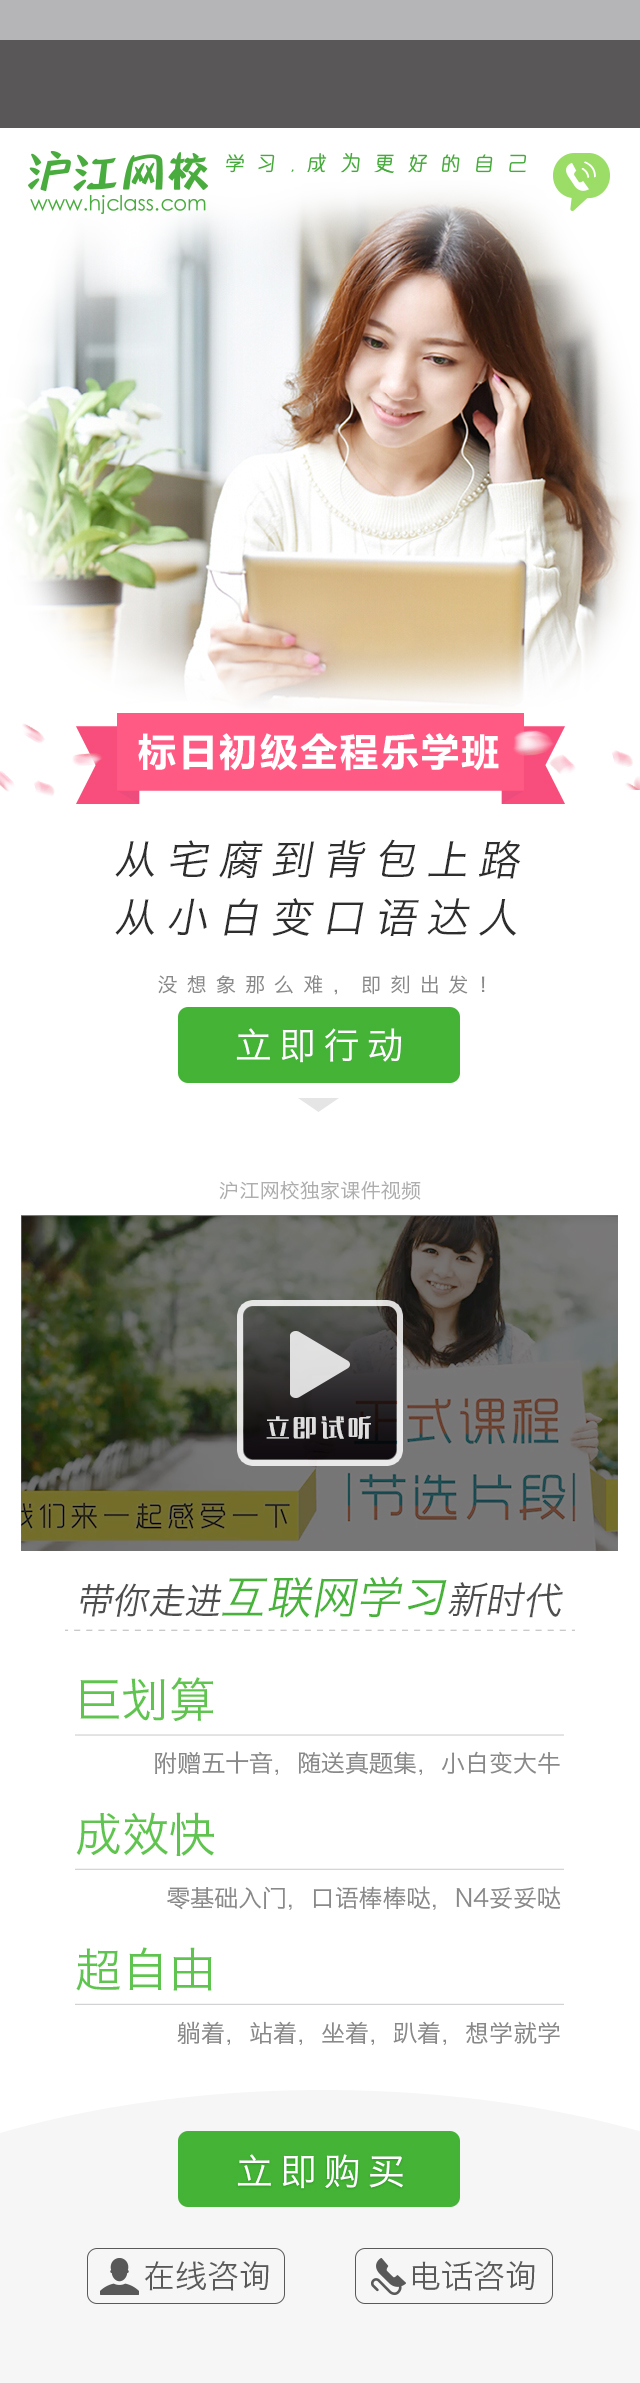 沪江网校 学习.成为更好的自己
www.hjclass.com
标日初级全程乐学班
从宅腐到背包上路
从小白变口语达人
没想象那么难，即刻出发！
立即行动
沪江网校独家课件视频
正式课程
立即试听
节选片段
我们来一起感受一下
带你走进互联网学习新时代
巨划算
附赠五十音，随送真题集，小白变大牛
成效快
零基础入门，口语棒棒哒，N4妥妥哒
超自由
躺着，站着，坐着，趴着，想学就学
立即购买
在线咨询 电话咨询